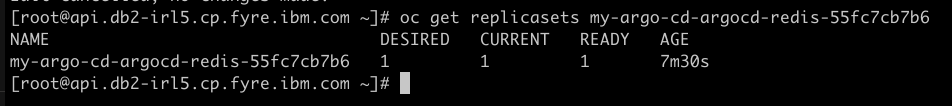 [root@api.db2-irl5.cp.fyre.ibm.com ~]# oc get replicasets my-argo-cd-argocd-redis-55fc7cb7b6
NAME DESIRED CURRENT READY AGE
my-argo-cd-argocd-redis-55fc7cb7b6 1 1 1 7m30s
[root@api.db2-irl5.cp.fyre.ibm.com ~]#